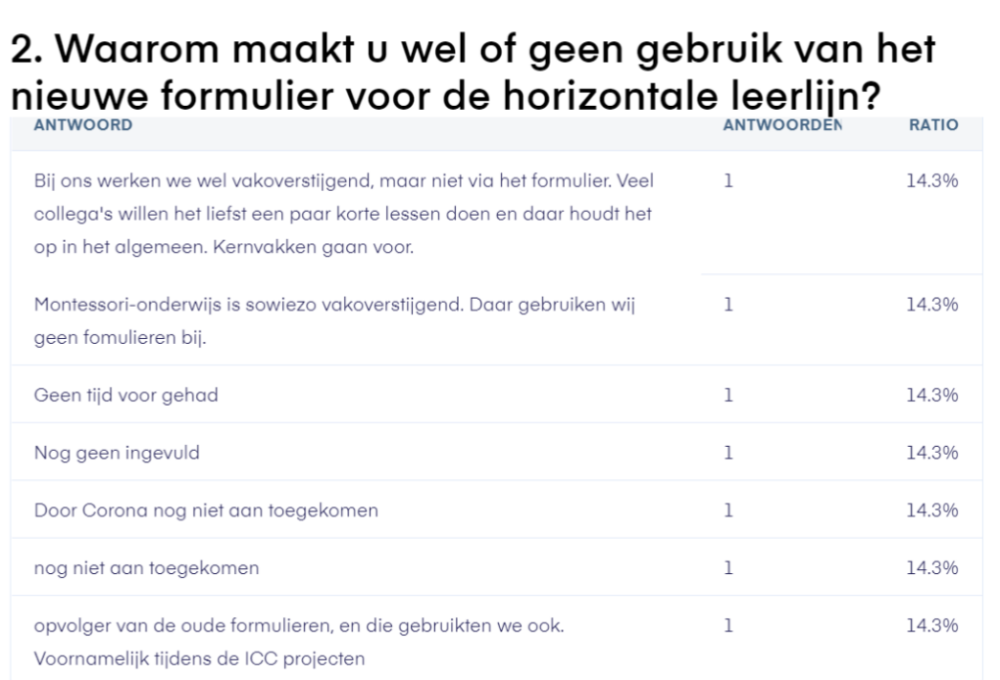 2. Waarom maakt u wel of geen gebruik van het
nieuwe formulier voor de horizontale leerlijn?
ANTWOORD ANTWOORDEN RATIO
Bij ons werken we wel vakoverstijgend, maar niet via het formulier. Veel 1 14.3%
collega's willen het liefst een paar korte lessen doen en daar houdt het
op in het algemeen. Kernvakken gaan voor.
Montessori-onderwijs is sowiezo vakoverstijgend. Daar gebruiken wij 1 14.3%
geen fomulieren bij.
Geen tijd voor gehad 1 14.3%
Nog geen ingevuld 1 14.3%
Door Corona nog niet aan toegekomen 1 14.3%
nog niet aan toegekomen 1 14.3%
opvolger van de oude formulieren, en die gebruikten we ook. 1 14.3%
Voornamelijk tijdens de ICC projecten